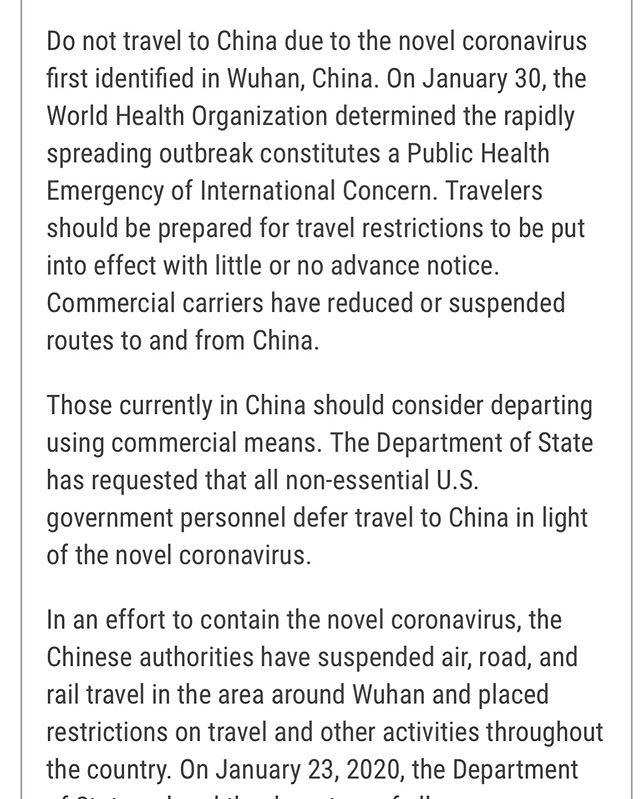 Do not travel to China due to the novel coronavirus
first identified in Wuhan, China. On January 30, the
World Health Organization determined the rapidly
spreading outbreak constitutes a Public Health
Emergency of International Concern. Travelers
should be prepared for travel restrictions to be put
into effect with little or no advance notice.
Commercial carriers have reduced or suspended
routes to and from China.
Those currently in China should consider departing
using commercial means. The Department of State
has requested that all non-essential U.S.
government personnel defer travel to China in light
of the novel coronavirus.
In an effort to contain the novel coronavirus, the
Chinese authorities have suspended air, road, and
rail travel in the area around Wuhan and placed
restrictions on travel and other activities throughout
the country. On January 23, 2020, the Department